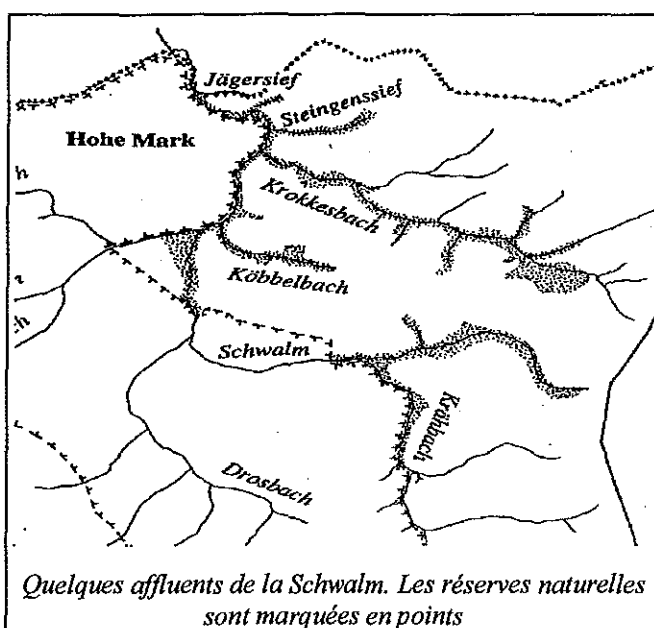 Jägersief
Steingenssief
Hohe Mark
h
Krokkesbach
Köbbelbach
h
Schwalm
Krähbach
Drosbach
Quelques affluents de la Schwalm. Les réserves naturelles
sont marquées en points